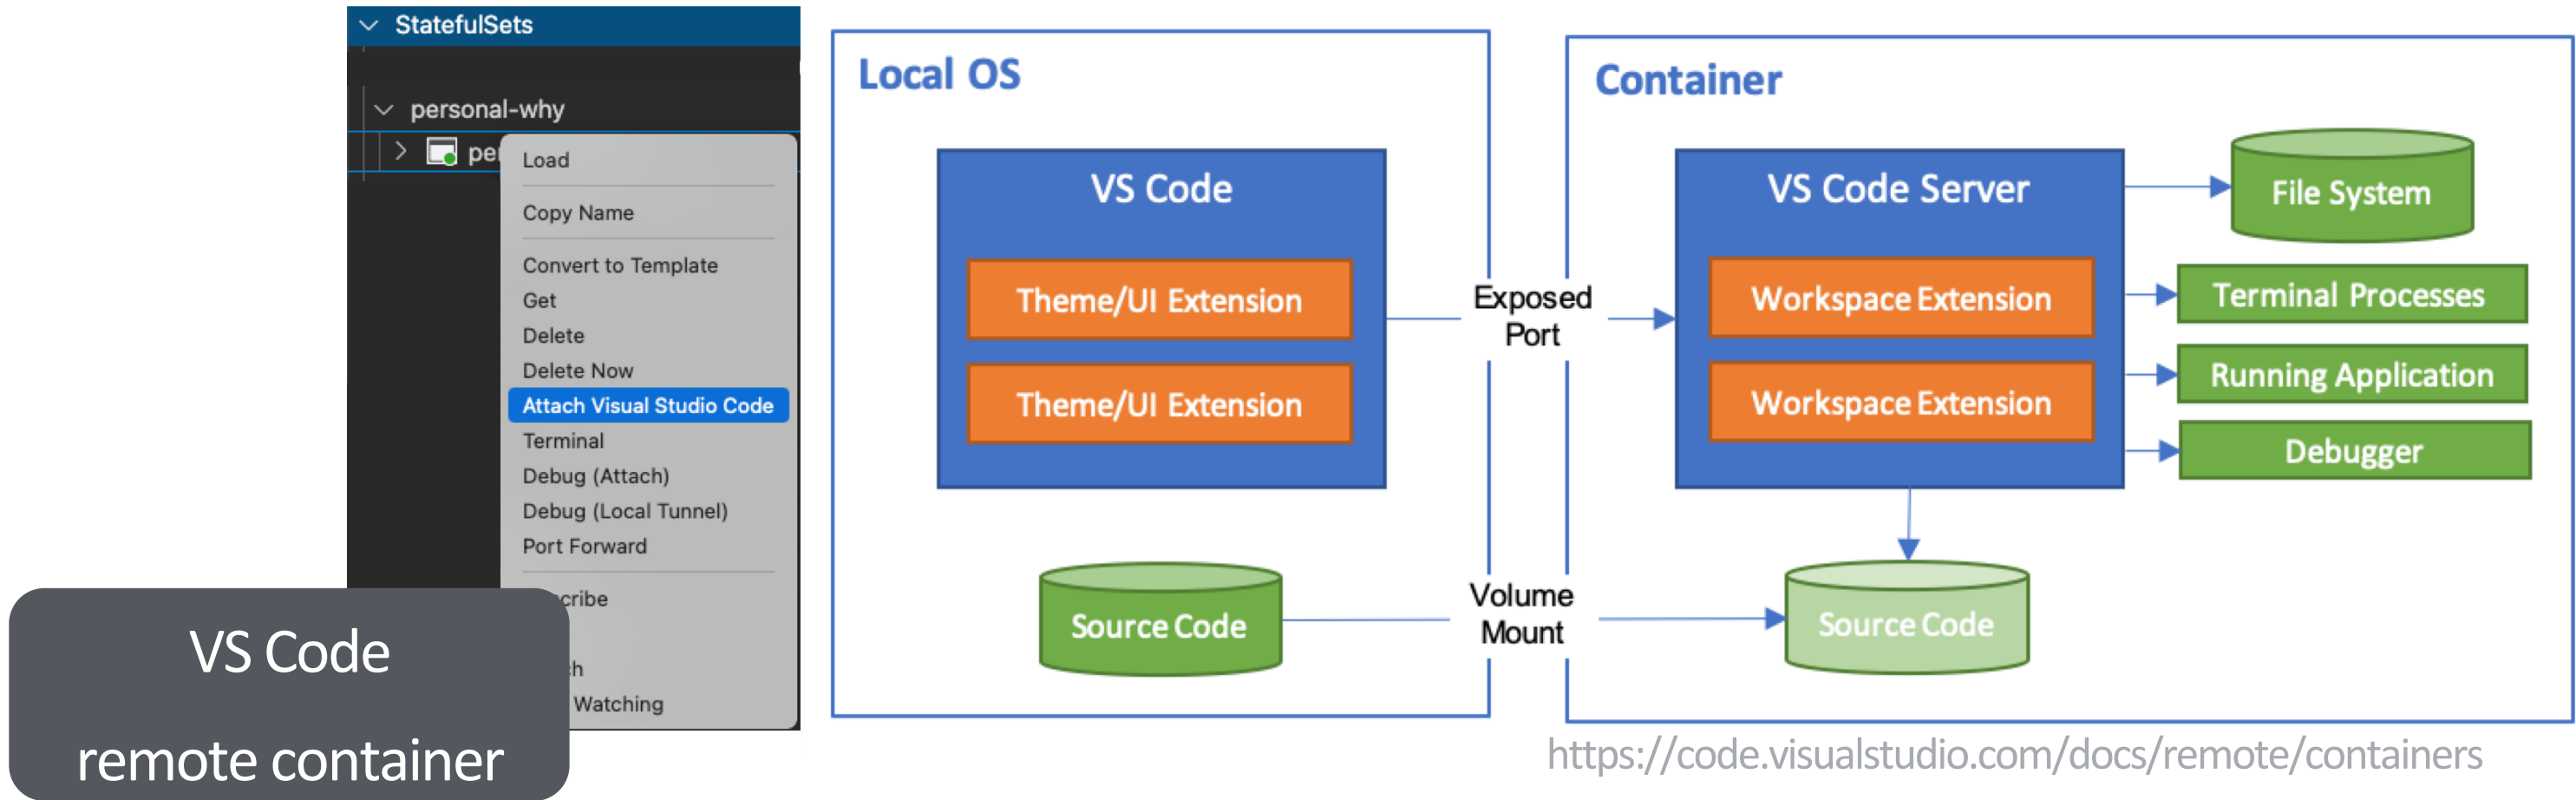 StatefulSets
personal-why
Load
Copy Name
Convert to Template
Get
Delete
Delete Now
Attach Visual Studio Code
Terminal
Debug (Attach)
Debug (Local Tunnel)
Port Forward
Watching
VS Code
remote container
Local OS
VS Code
Theme/UI Extension
Theme/UI Extension
Source Code
Exposed
Port
Volume
Mount
Container
VS Code Server
Workspace Extension
Workspace Extension
File System
Terminal Processes
Running Application
Debugger
Source Code
https://code.visualstudio.com/docs/remote/containers